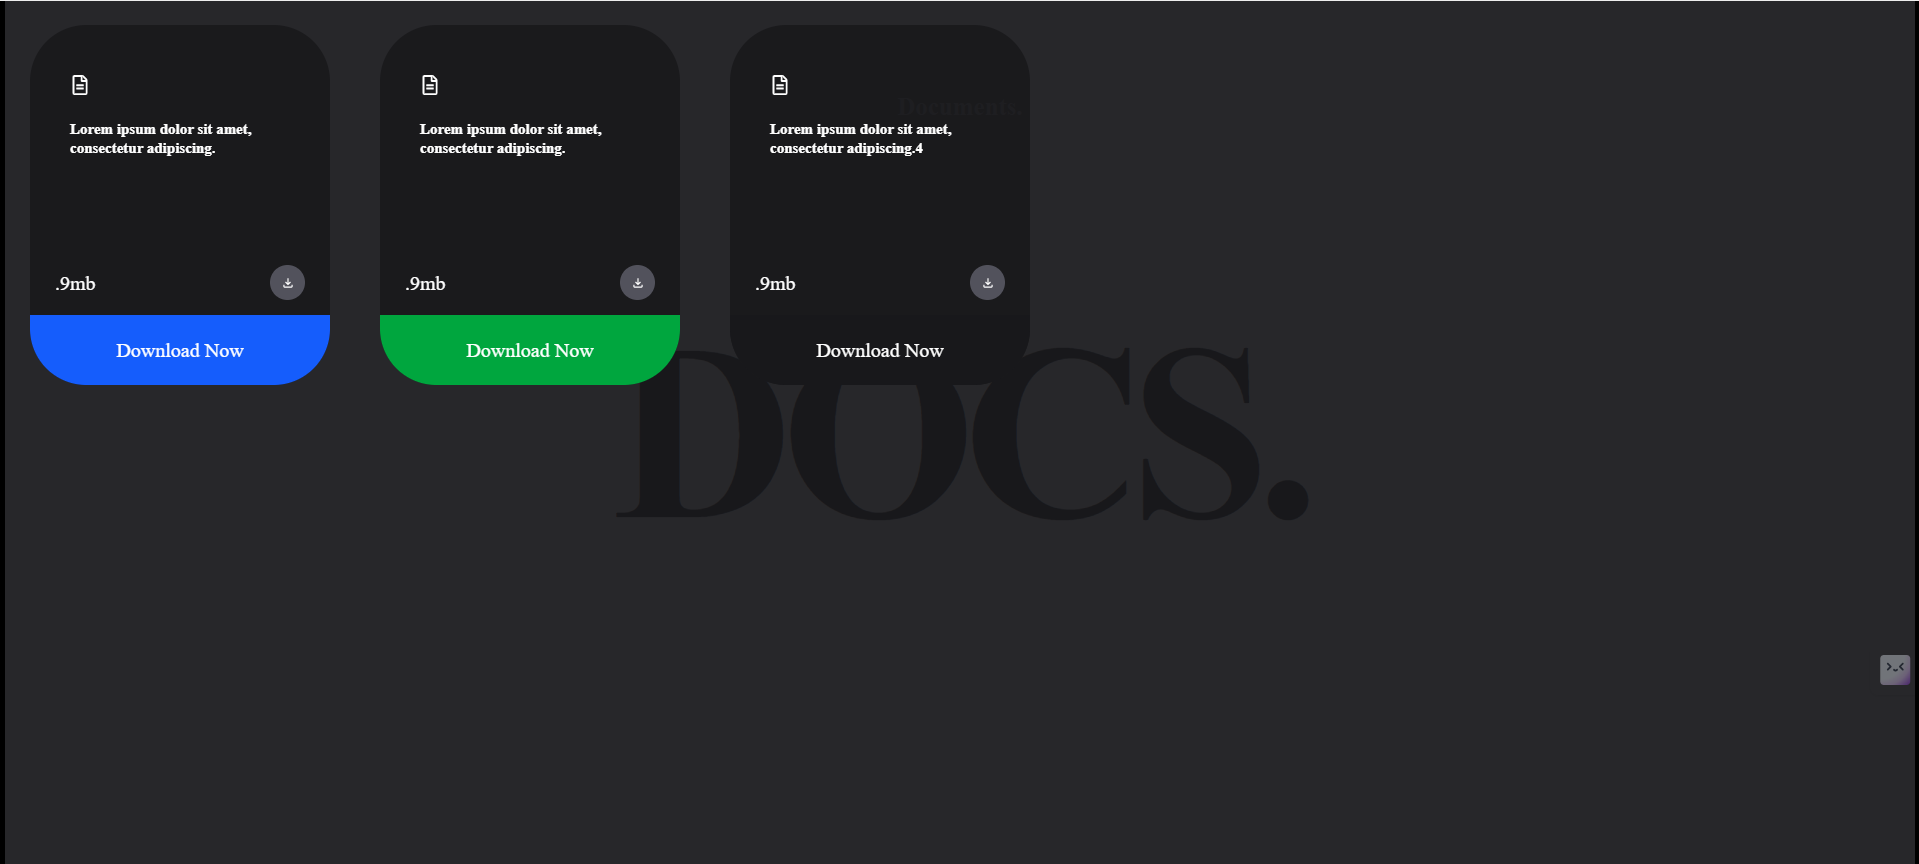 Lorem ipsum dolor sit amet,
consectetur adipiscing.
.9mb
Download Now
Lorem ipsum dolor sit amet,
consectetur adipiscing.
.9mb
Download Now
Documents.
Lorem ipsum dolor sit amet,
consectetur adipiscing.4
.9mb
Download Now
DOCS.